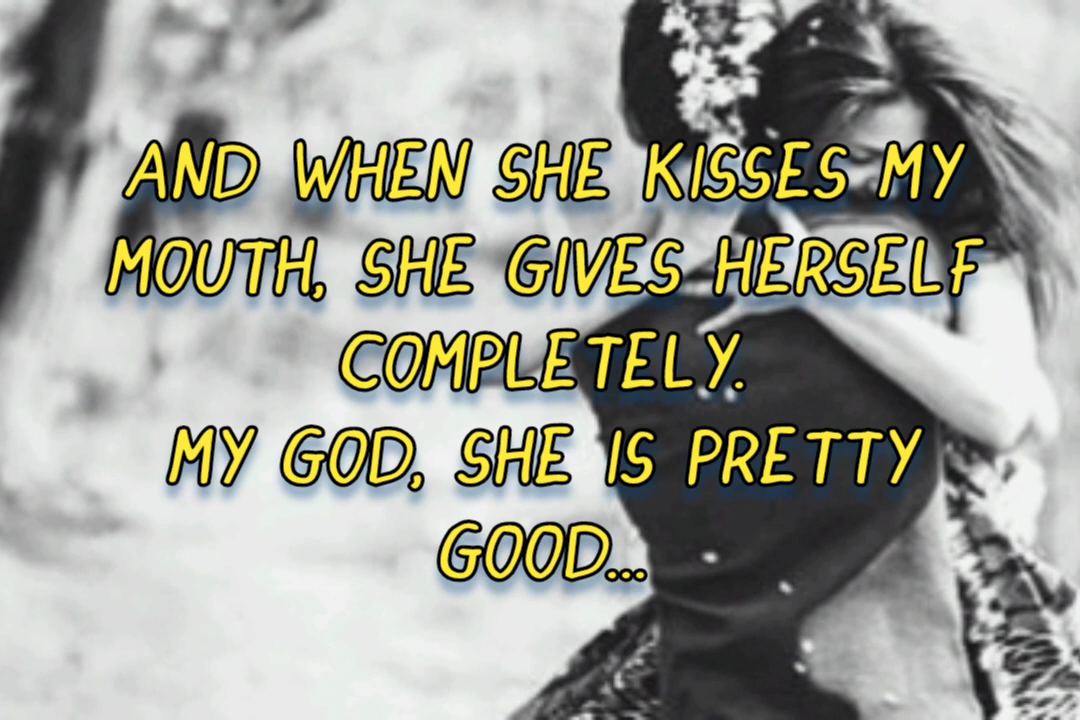 AND WHEN SHE KISSES MY
MOUTH, SHE GIVES HERSELF
COMPLETELY.
MY GOD, SHE IS PRETTY
GOOD...